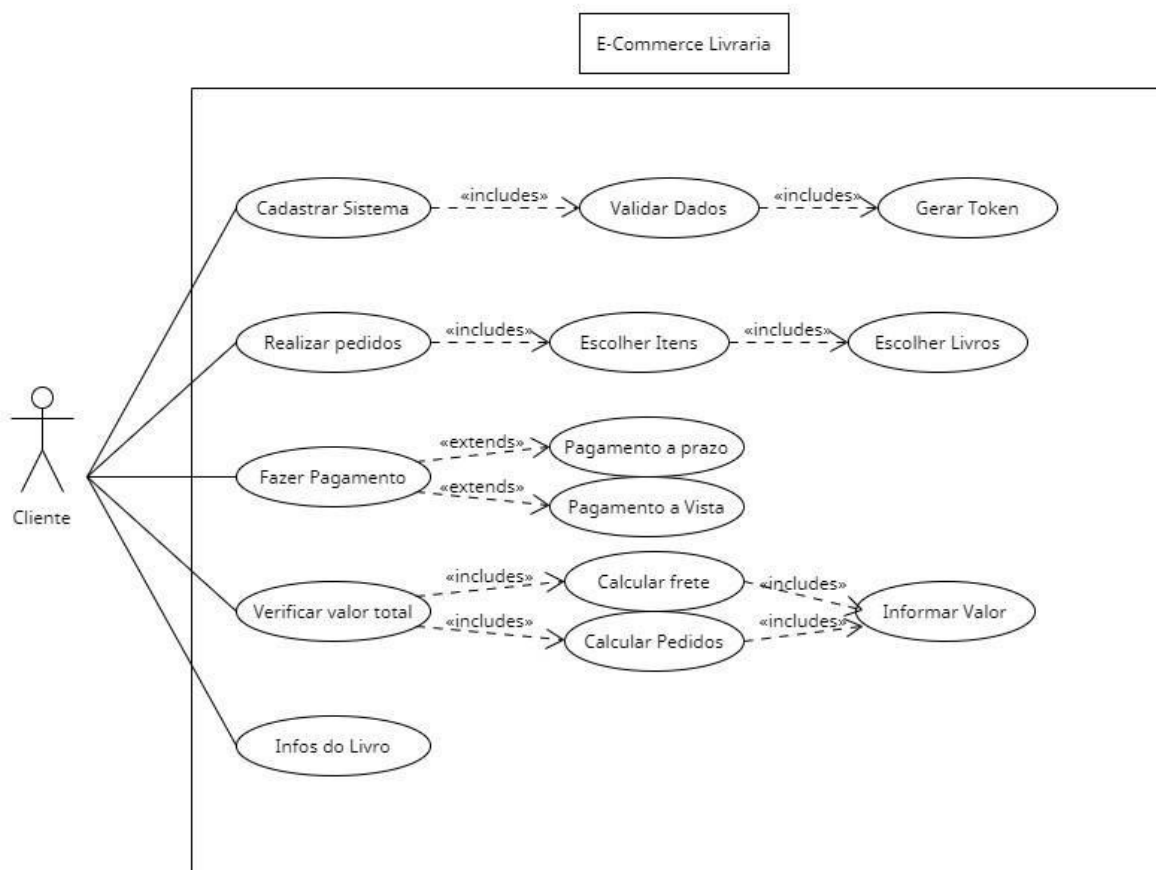 E-Commerce Livraria
Cadastrar Sistema «includes» Validar Dados «includes» Gerar Token
Realizar pedidos «includes» Escolher Itens «includes» Escolher Livros
«extends» Pagamento a prazo
Fazer Pagamento
«extends» Pagamento a Vista
Cliente
«includes» Calcular frete «includes»
Verificar valor total Informar Valor
«includes» Calcular Pedidos «includes»
Infos do Livro